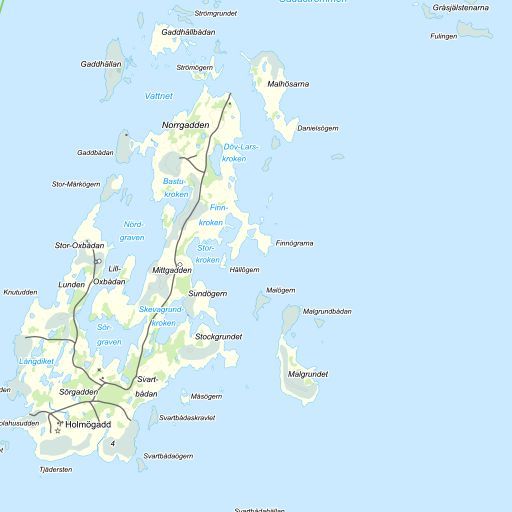 Gråsjälstenarna
Strömgrundet
Gaddhällbådan
Fulingen
Gaddhällan
Strömögern
Malhösarna
Vattnet
Norrgadden
Danielsögern
Döv-Lars-
kroken
Gaddbådan
Bastu-
kroken
Stor-Märkögern
Finn-
kroken
Nord-
graven
Stor-Oxbådan
Stor-
kroken
Finnögrarna
Lill-
Oxbådan
Mittgadden
Hällögern
Lunden
Knutudden
Sundögern
Malögern
Skevagrund-
kroken
Malgrundbådan
Sör-
graven
Stockgrundet
Långdiket
Malgrundet
Svart-
bådan
Sörgadden
Måsögern
Svartbådaskravlet
olahusudden
Holmögadd
4
Svartbådaögern
Tjädersten
Svartbådahällan